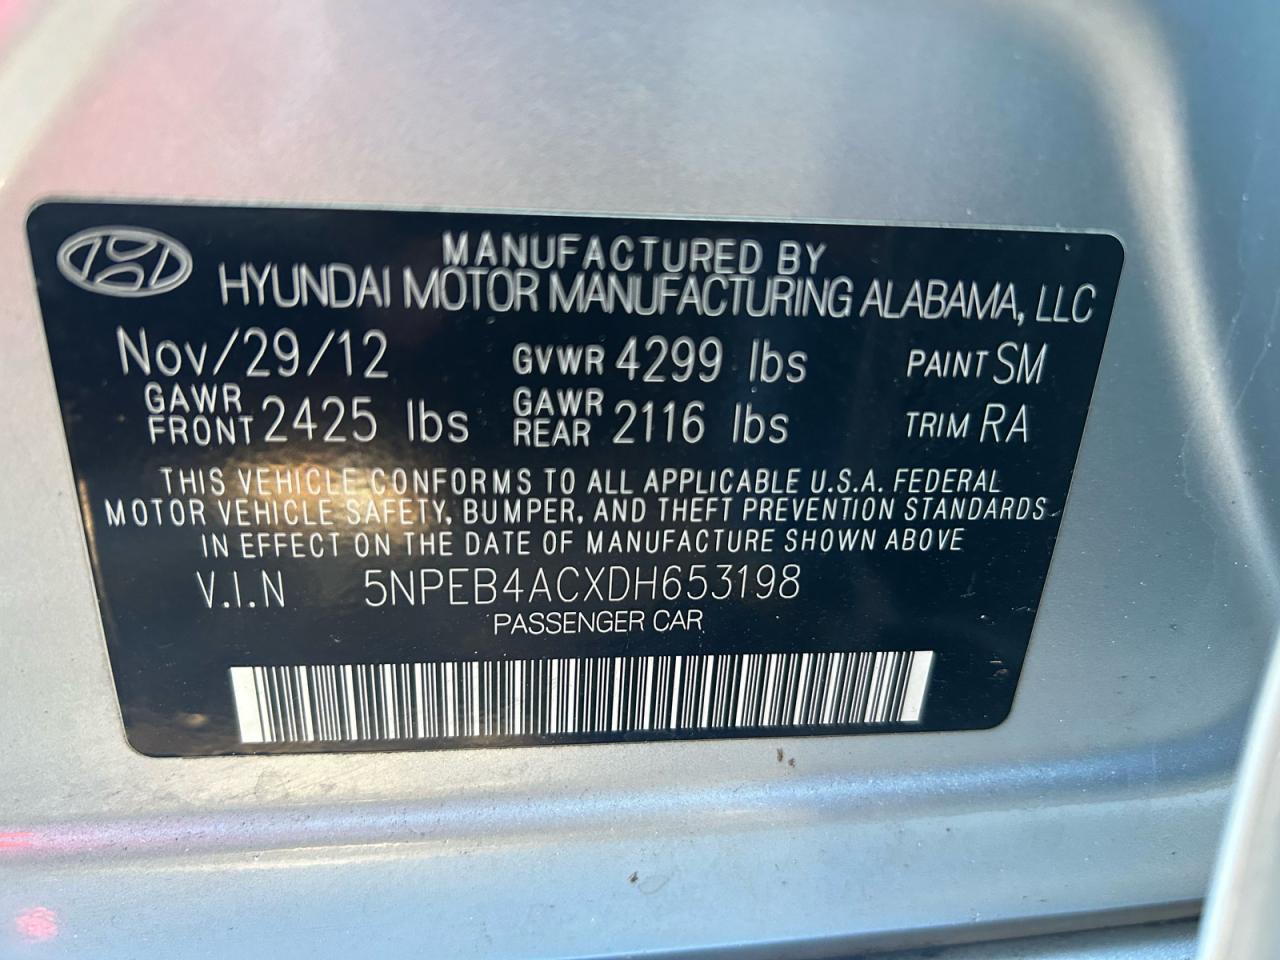 MANUFACTURED BY
HYUNDAI MOTOR MANUFACTURING ALABAMA, LLC
Nov/29/12 GVWR 4299 lbs PAINT SM
GAWR FRONT 2425 lbs GAWR REAR 2116 lbs TRIM RA
THIS VEHICLE CONFORMS TO ALL APPLICABLE U.S.A. FEDERAL
MOTOR VEHICLE SAFETY, BUMPER, AND THEFT PREVENTION STANDARDS
IN EFFECT ON THE DATE OF MANUFACTURE SHOWN ABOVE
V.I.N 5NPEB4ACXDH653198
PASSENGER CAR